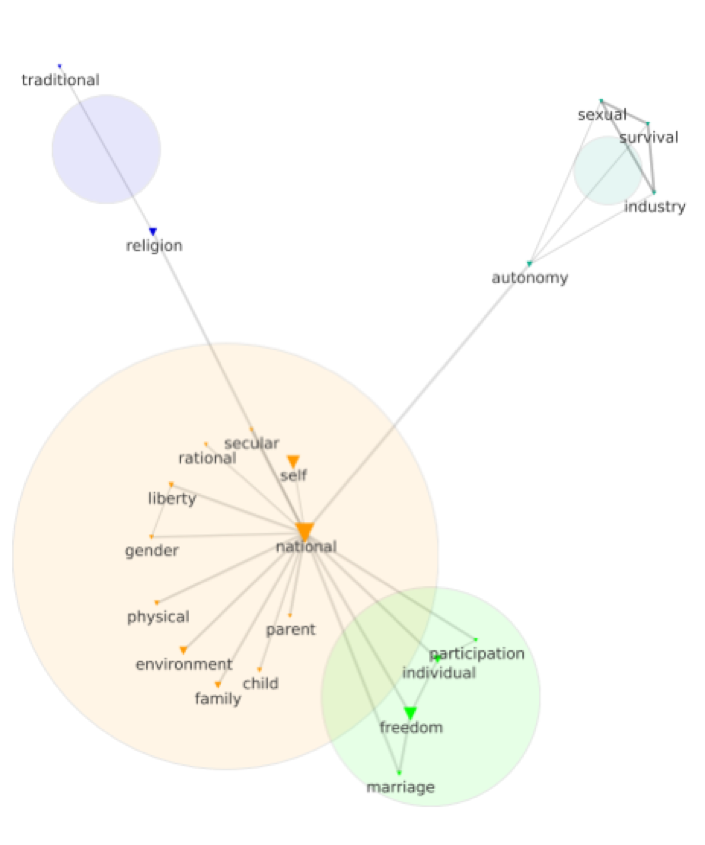 traditional
sexual
survival
industry
religion
autonomy
secular
rational
self
liberty
national
gender
physical
parent
participation
environment
individual
child
family
freedom
marriage